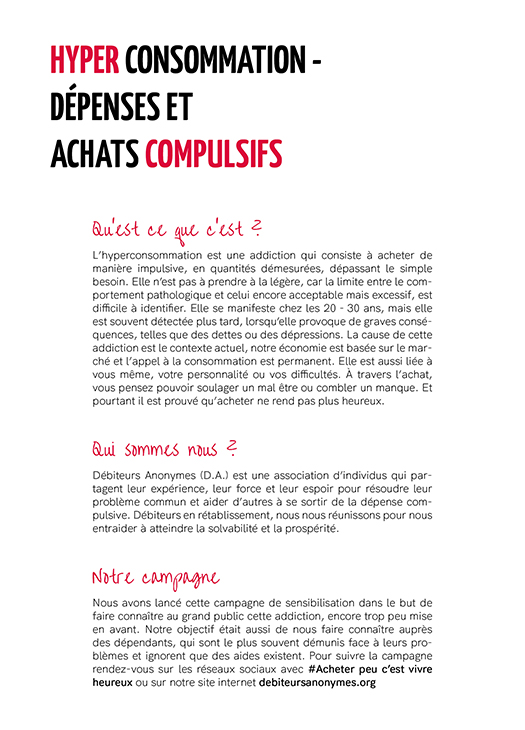 HYPER CONSOMMATION -
DÉPENSES ET
ACHATS COMPULSIFS
Qu'est ce que c'est ?
L'hyperconsommation est une addiction qui consiste à acheter de
manière impulsive, en quantités démesurées, dépassant le simple
besoin. Elle n'est pas à prendre à la légère, car la limite entre le com-
portement pathologique et celui encore acceptable mais excessif, est
difficile à identifier. Elle se manifeste chez les 20 - 30 ans, mais elle
est souvent détectée plus tard, lorsqu'elle provoque de graves consé-
quences, telles que des dettes ou des dépressions. La cause de cette
addiction est le contexte actuel, notre économie est basée sur le mar-
ché et l'appel à la consommation est permanent. Elle est aussi liée à
vous même, votre personnalité ou vos difficultés. À travers l'achat,
vous pensez pouvoir soulager un mal être ou combler un manque. Et
pourtant il est prouvé qu'acheter ne rend pas plus heureux.
Qui sommes nous ?
Débiteurs Anonymes (D.A.) est une association d'individus qui par-
tagent leur expérience, leur force et leur espoir pour résoudre leur
problème commun et aider d'autres à se sortir de la dépense com-
pulsive. Débiteurs en rétablissement, nous nous réunissons pour nous
entraider à atteindre la solvabilité et la prospérité.
Notre campagne
Nous avons lancé cette campagne de sensibilisation dans le but de
faire connaître au grand public cette addiction, encore trop peu mise
en avant. Notre objectif était aussi de nous faire connaître auprès
des dépendants, qui sont le plus souvent démunis face à leurs pro-
blèmes et ignorent que des aides existent. Pour suivre la campagne
rendez-vous sur les réseaux sociaux avec #Acheter peu c'est vivre
heureux ou sur notre site internet debiteursanonymes.org